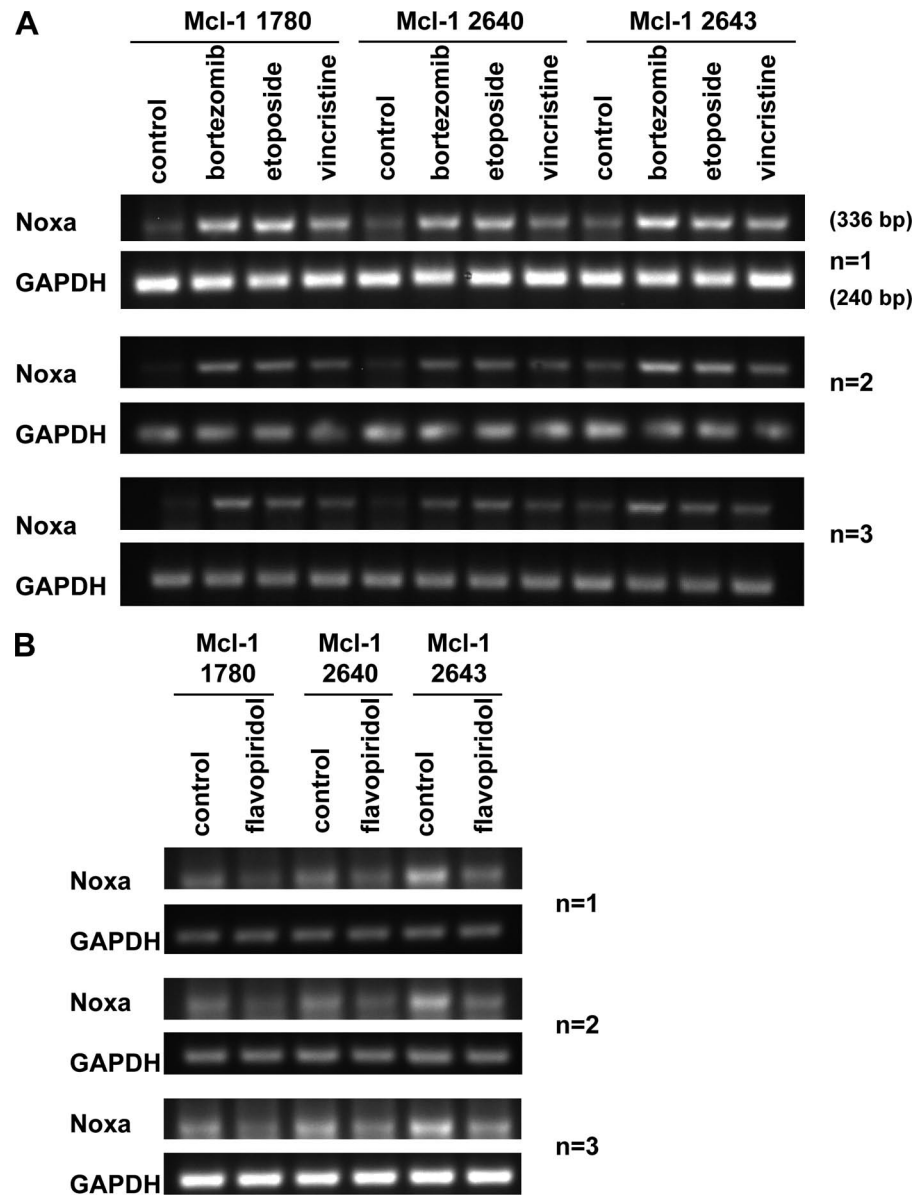 A
Mcl-1 1780 Mcl-1 2640 Mcl-1 2643
control bortezomib etoposide vincristine control bortezomib etoposide vincristine control bortezomib etoposide vincristine
Noxa (336 bp)
n=1
GAPDH (240 bp)
Noxa n=2
GAPDH
Noxa n=3
GAPDH
B
Mcl-1 Mcl-1 Mcl-1
1780 2640 2643
control flavopiridol control flavopiridol control flavopiridol
Noxa n=1
GAPDH
Noxa n=2
GAPDH
Noxa n=3
GAPDH